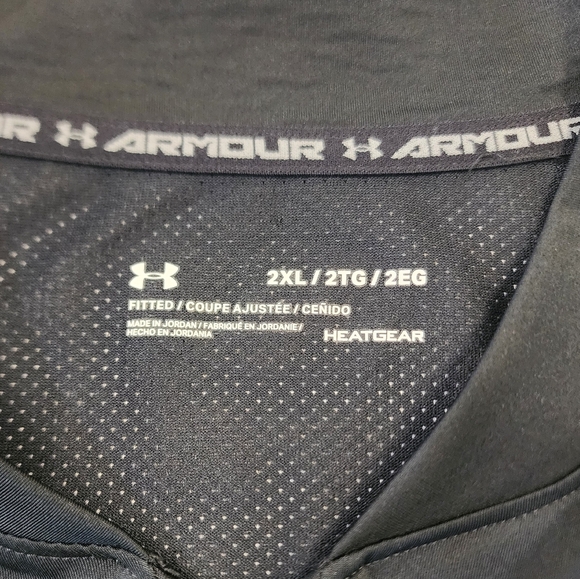 R ARMOUR ARMOUR
2XL / 2TG / 2EG
FITTED / COUPE AJUSTÉE / CEÑIDO
MADE IN JORDAN / FABRIQUÉ EN JORDANIE /
HECHO EN JORDANIA
HEATGEAR